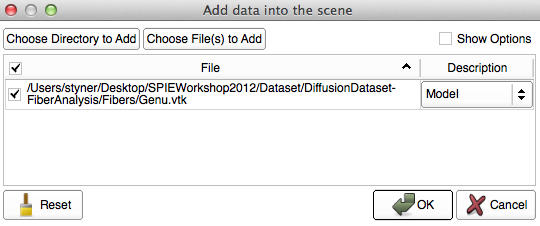 Add data into the scene
Choose Directory to Add
Choose File(s) to Add
Show Options
File
Description
/Users/styner/Desktop/SPIEWorkshop2012/Dataset/DiffusionDataset-
FiberAnalysis/Fibers/Genu.vtk
Model
Reset
OK
Cancel